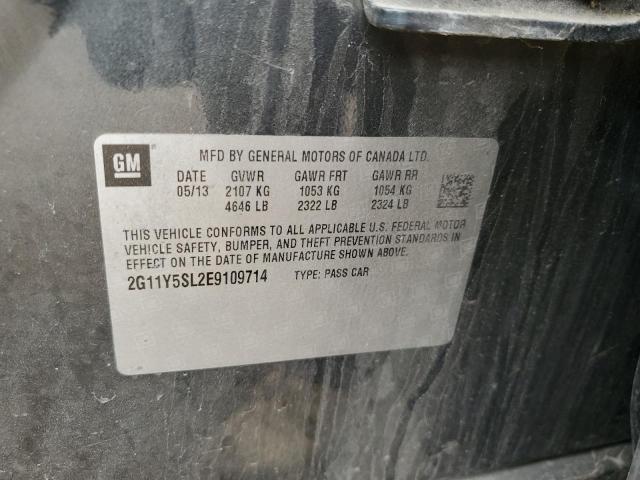 GM
MFD BY GENERAL MOTORS OF CANADA LTD.
DATE GVWR GAWR FRT GAWR RR
05/13 2107 KG 1053 KG 1054 KG
4646 LB 2322 LB 2324 LB
THIS VEHICLE CONFORMS TO ALL APPLICABLE U.S. FEDERAL MOTOR
VEHICLE SAFETY, BUMPER, AND THEFT PREVENTION STANDARDS IN
EFFECT ON THE DATE OF MANUFACTURE SHOWN ABOVE.
2G11Y5SL2E9109714 TYPE: PASS CAR